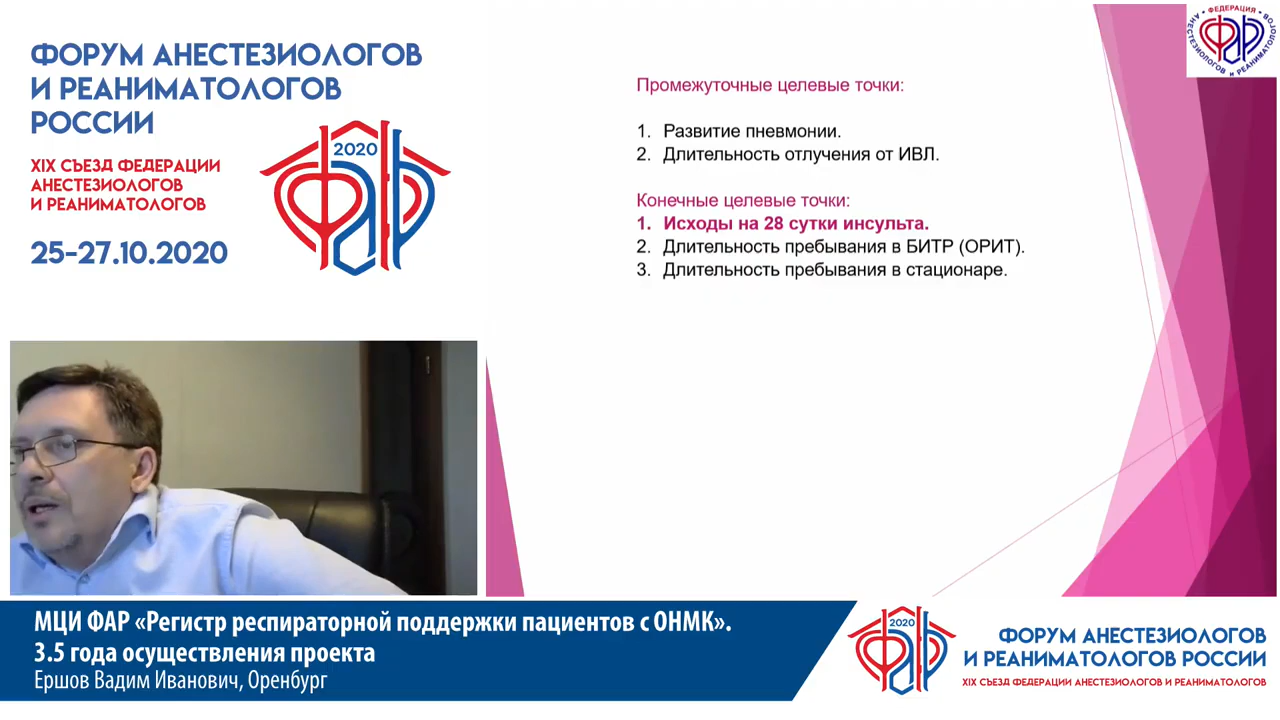 ФОРУМ АНЕСТЕЗИОЛОГОВ
И РЕАНИМАТОЛОГОВ
РОССИИ
2020
XIX СЪЕЗД ФЕДЕРАЦИИ
АНЕСТЕЗИОЛОГОВ
И РЕАНИМАТОЛОГОВ
ФАР
25-27.10.2020
ФЕДЕРАЦИЯ
АНЕСТЕЗИОЛОГОВ И РЕАНИМАТОЛОГОВ
ФАР
Промежуточные целевые точки:
1. Развитие пневмонии.
2. Длительность отлучения от ИВЛ.
Конечные целевые точки:
1. Исходы на 28 сутки инсульта.
2. Длительность пребывания в БИТР (ОРИТ).
3. Длительность пребывания в стационаре.
МЦИ ФАР «Регистр респираторной поддержки пациентов с ОНМК».
3.5 года осуществления проекта
Ершов Вадим Иванович, Оренбург
2020
ФАР
ФОРУМ АНЕСТЕЗИОЛОГОВ
И РЕАНИМАТОЛОГОВ РОССИИ
XIX СЪЕЗД ФЕДЕРАЦИИ АНЕСТЕЗИОЛОГОВ И РЕАНИМАТОЛОГОВ